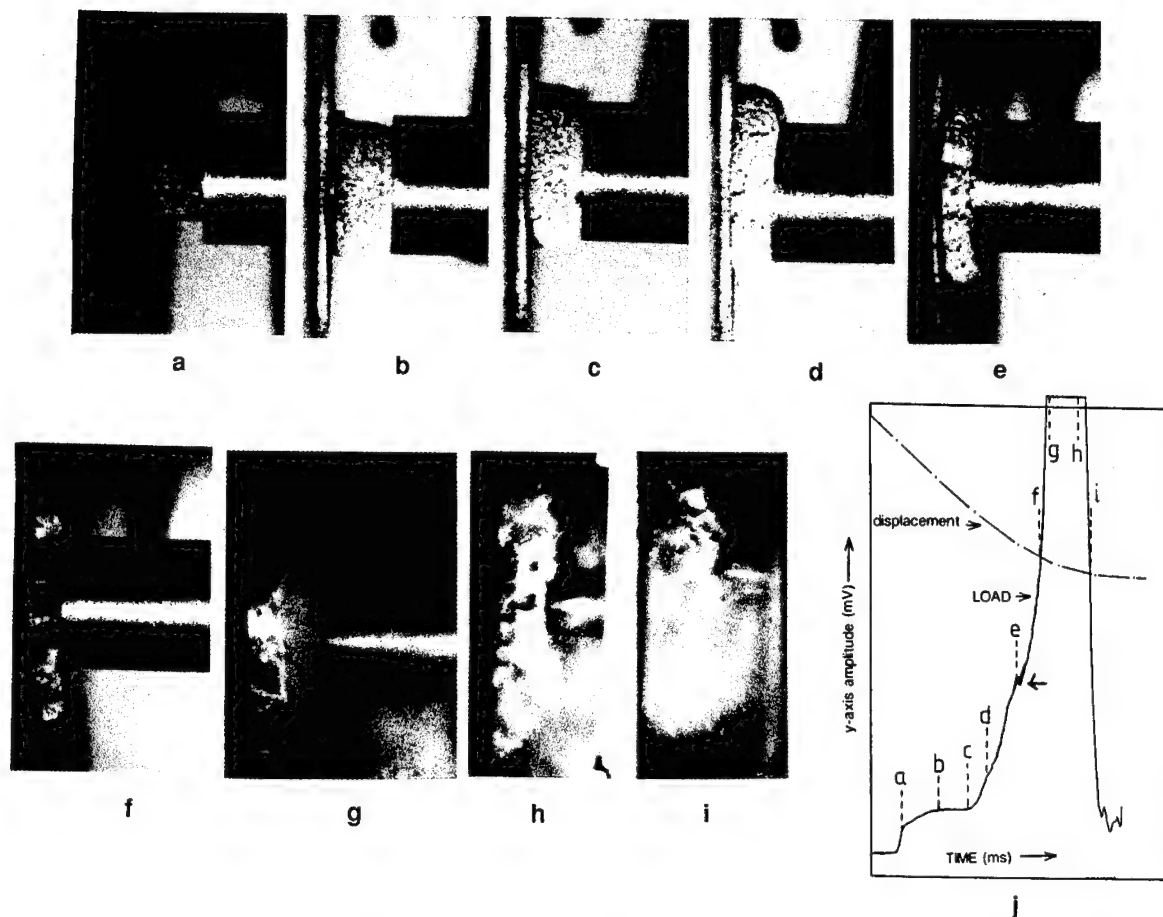 a
b
c
d
e
f
g
h
i
g
h
f
i
displacement
LOAD
e
d
c
b
a
y-axis amplitude (mV)
TIME (ms)
j